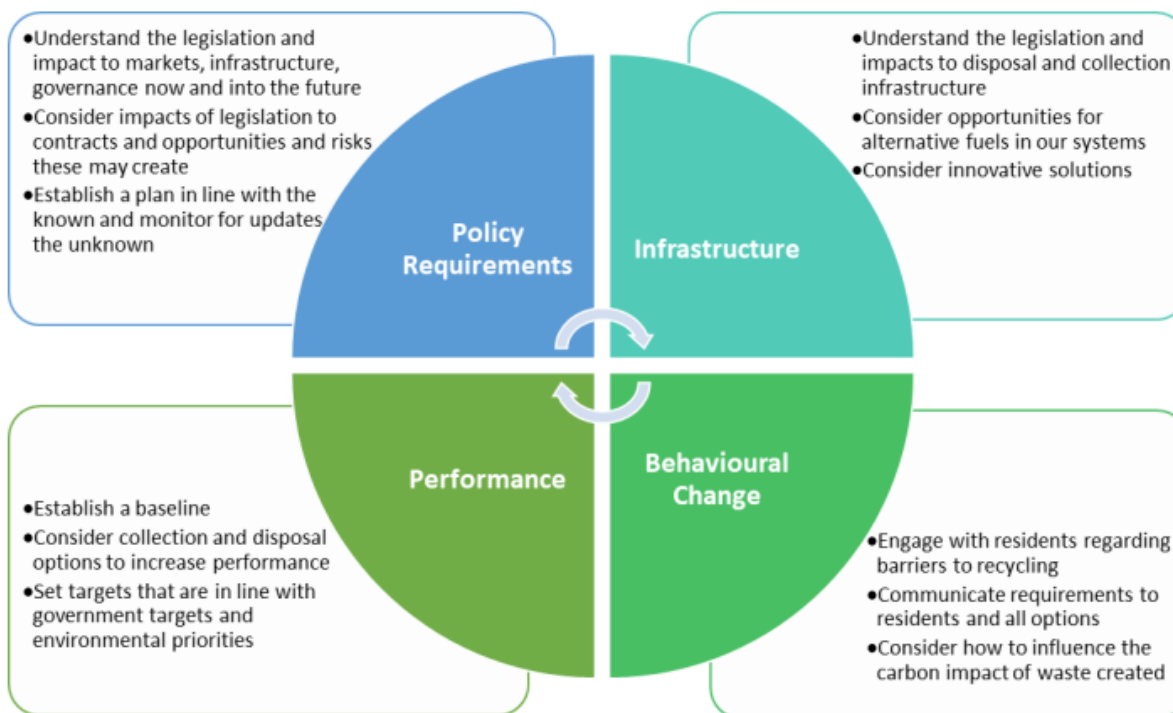 •Understand the legislation and
impact to markets, infrastructure,
governance now and into the future
•Consider impacts of legislation to
contracts and opportunities and risks
these may create
•Establish a plan in line with the
known and monitor for updates
the unknown
Policy
Requirements
•Understand the legislation and
impacts to disposal and collection
infrastructure
•Consider opportunities for
alternative fuels in our systems
•Consider innovative solutions
Infrastructure
Performance
•Establish a baseline
•Consider collection and disposal
options to increase performance
•Set targets that are in line with
government targets and
environmental priorities
Behavioural
Change
•Engage with residents regarding
barriers to recycling
•Communicate requirements to
residents and all options
•Consider how to influence the
carbon impact of waste created